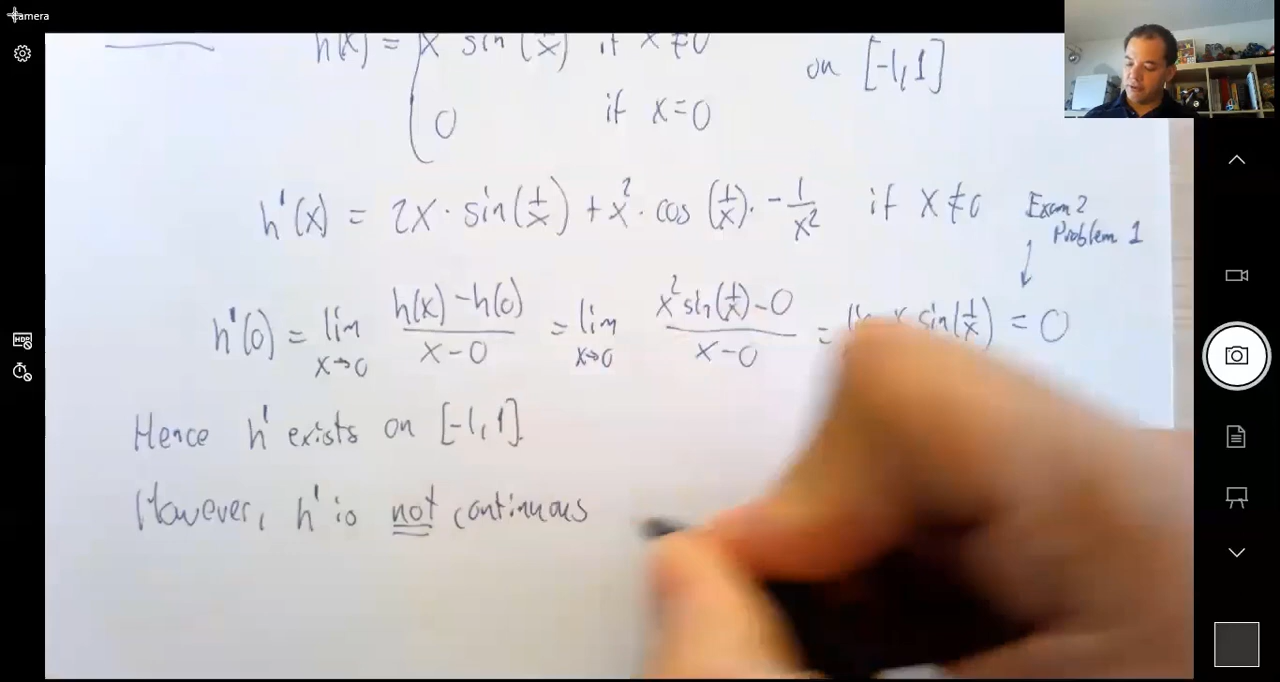 Camera
h(x) = { x sin(1/x) if x ≠ 0
on [-1,1]
0 if x=0
h'(x) = 2x · sin(1/x) + x² · cos(1/x) · -1/x² if x ≠ 0
Exam 2
Problem 1
h'(0) = lim x→0 (h(x) - h(0))/(x-0) = lim x→0 (x² sin(1/x) - 0)/(x-0) = sin(1/x) = 0
Hence h' exists on [-1,1].
However, h' is not continuous
HDR